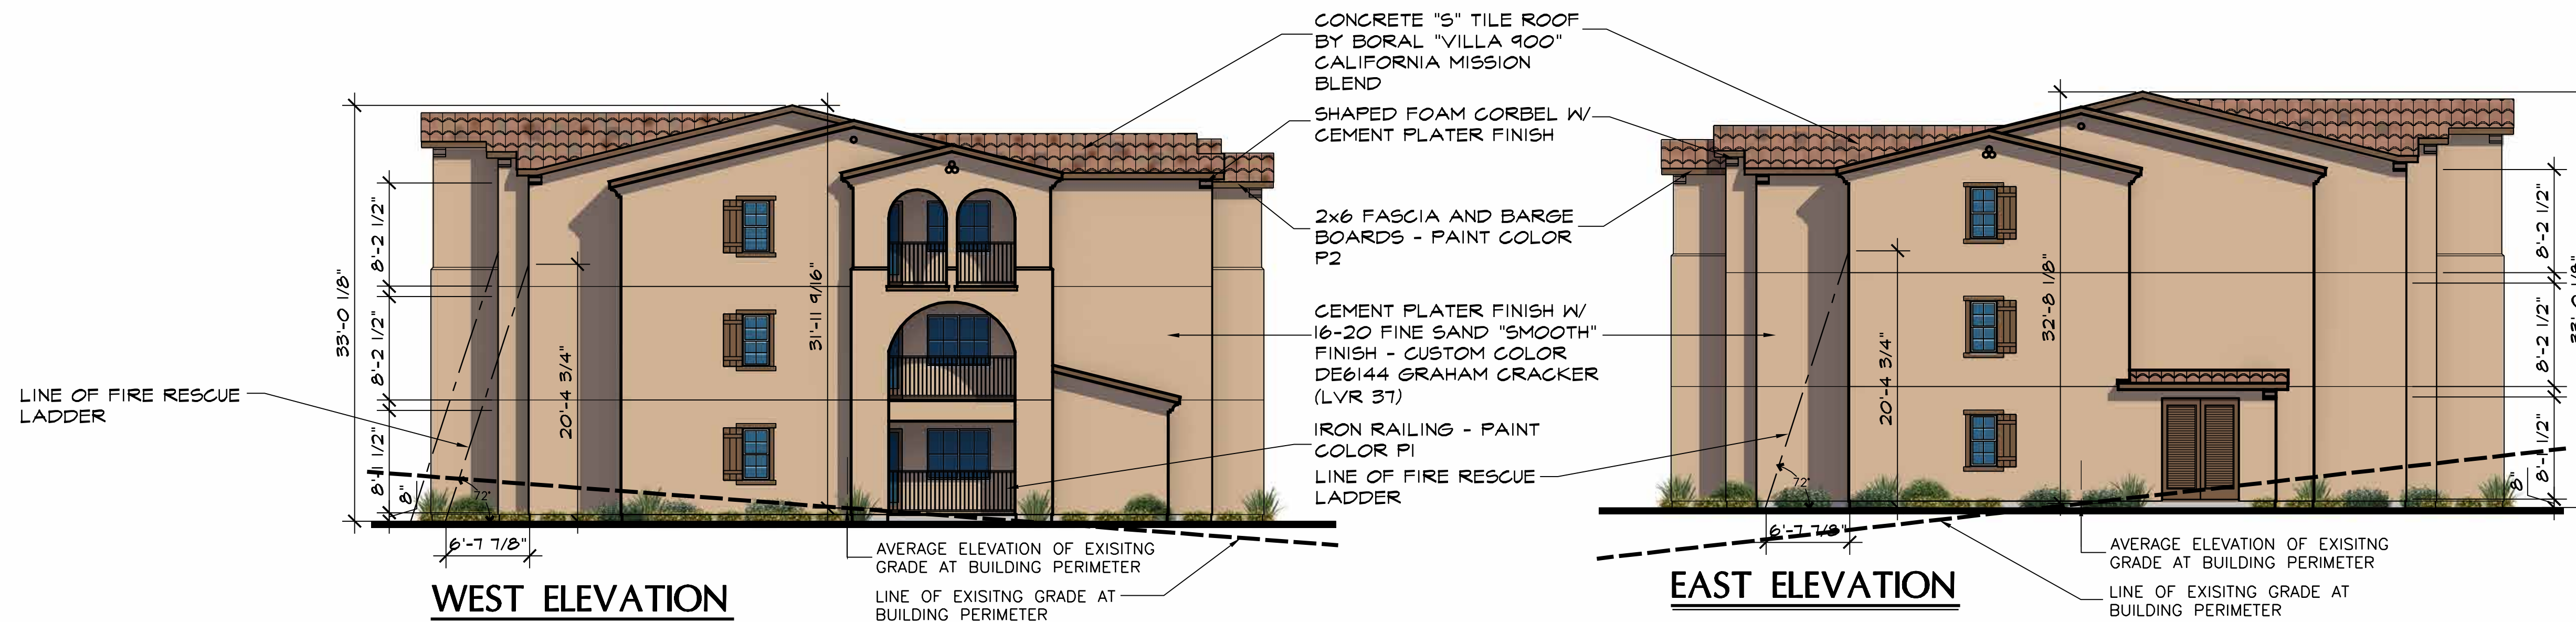 CONCRETE "S" TILE ROOF
BY BORAL "VILLA 900"
CALIFORNIA MISSION
BLEND
SHAPED FOAM CORBEL W/
CEMENT PLATER FINISH
2x6 FASCIA AND BARGE
BOARDS - PAINT COLOR
P2
CEMENT PLATER FINISH W/
16-20 FINE SAND "SMOOTH"
FINISH - CUSTOM COLOR
DE6144 GRAHAM CRACKER
(LVR 37)
IRON RAILING - PAINT
COLOR P1
LINE OF FIRE RESCUE
LADDER
LINE OF FIRE RESCUE
LADDER
33'-0 1/8"
8'-2 1/2"
8'-2 1/2"
8'-1 1/2"
8"
72°
20'-4 3/4"
31'-11 9/16"
6'-7 7/8"
AVERAGE ELEVATION OF EXISITNG
GRADE AT BUILDING PERIMETER
LINE OF EXISITNG GRADE AT
BUILDING PERIMETER
WEST ELEVATION
72°
20'-4 3/4"
32'-8 1/8"
8'-2 1/2"
8'-2 1/2"
8'-1 1/2"
8"
6'-7 7/8"
AVERAGE ELEVATION OF EXISITNG
GRADE AT BUILDING PERIMETER
LINE OF EXISITNG GRADE AT
BUILDING PERIMETER
EAST ELEVATION